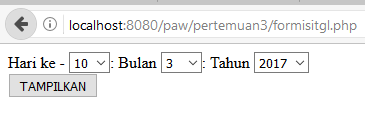 localhost:8080/paw/pertemuan3/formisitgl.php
Hari ke - 10 : Bulan 3 : Tahun 2017
TAMPILKAN